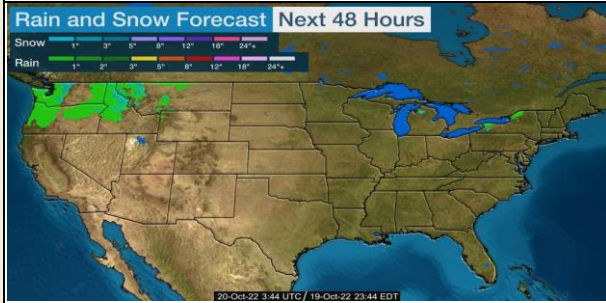 Rain and Snow Forecast Next 48 Hours
Snow
1" 3" 5" 8" 12" 18" 24"+
Rain
1" 2" 3" 5" 8" 12" 18" 24"+
20-Oct-22 3:44 UTC / 19-Oct-22 23:44 EDT